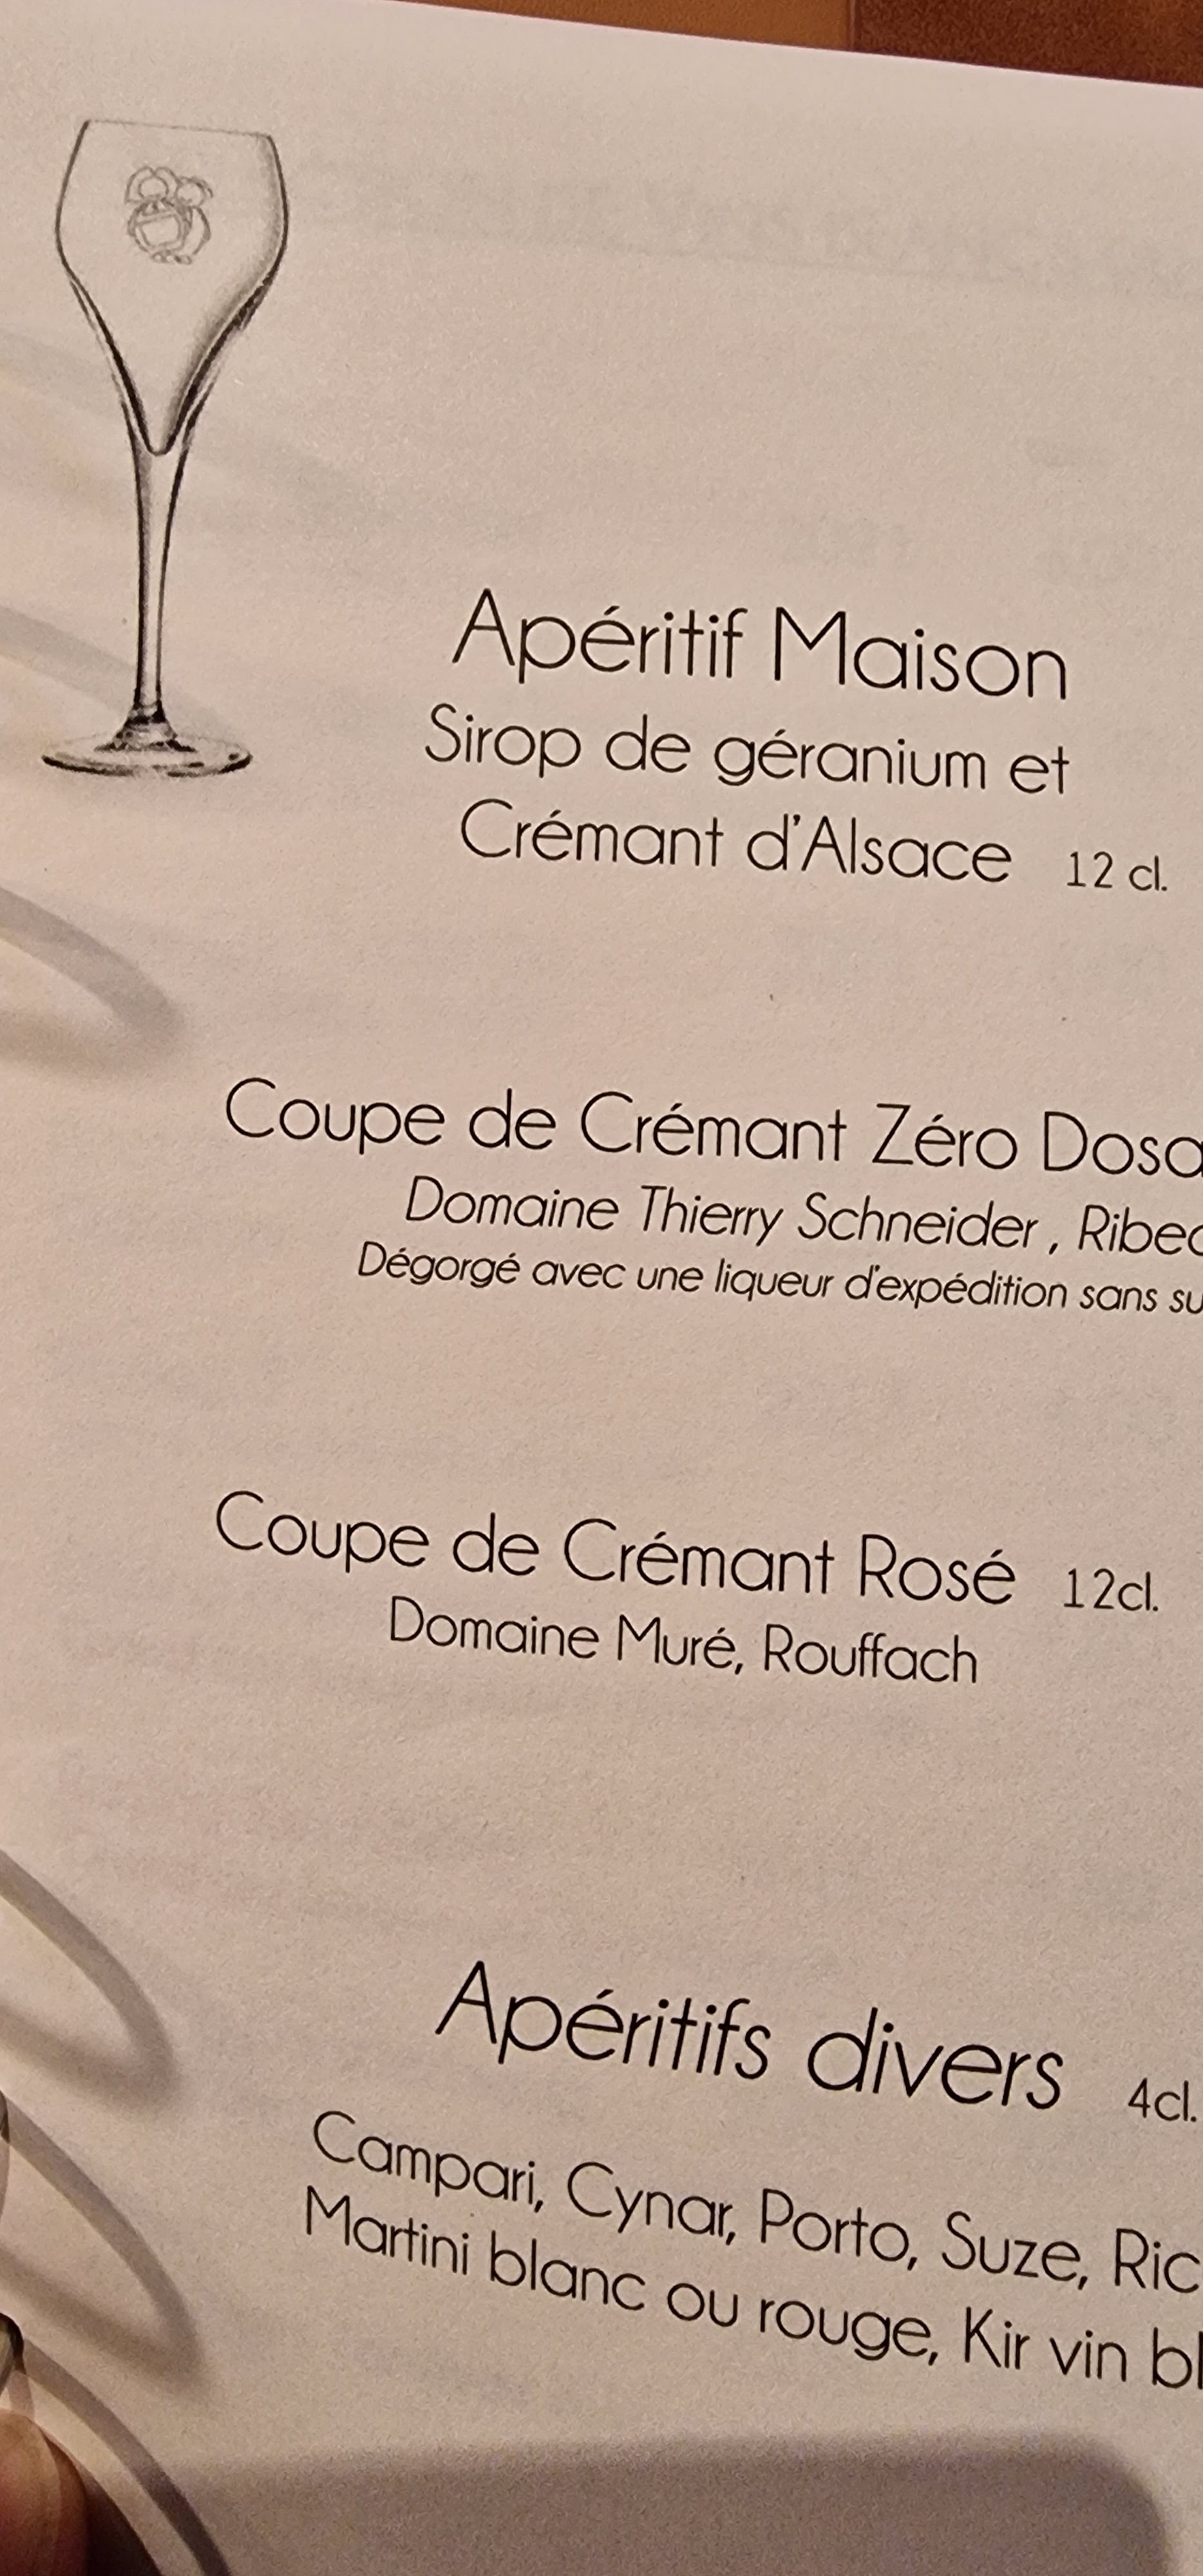 Apéritif Maison
Sirop de géranium et
Crémant d'Alsace 12 cl.
Coupe de Crémant Zéro
Domaine Thierry Schneider,
Dégorgé avec une liqueur d'expédition sans
Coupe de Crémant Rosé 12cl.
Domaine Muré, Rouffach
Apéritifs divers 4cl.
Campari, Cynar, Porto, Suze,
Martini blanc ou rouge, Kir vin